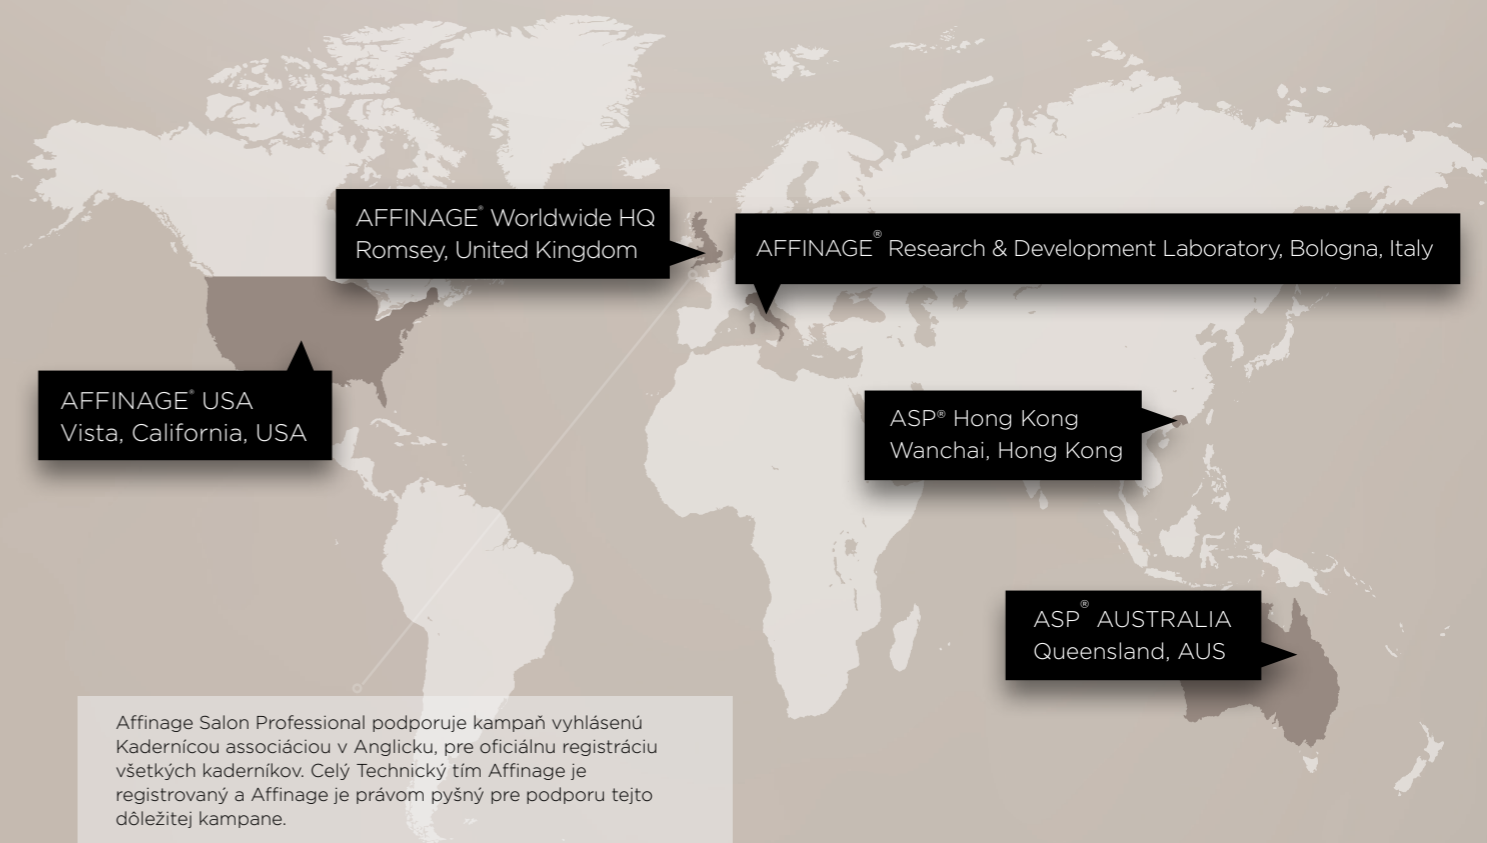 AFFINAGE® Worldwide HQ
Romsey, United Kingdom
AFFINAGE® Research & Development Laboratory, Bologna, Italy
AFFINAGE® USA
Vista, California, USA
ASP® Hong Kong
Wanchai, Hong Kong
ASP® AUSTRALIA
Queensland, AUS
Affinage Salon Professional podporuje kampaň vyhlásenú
Kadernícou associáciou v Anglicku, pre oficiálnu registráciu
všetkých kaderníkov. Celý Technický tím Affinage je
registrovaný a Affinage je právom pyšný pre podporu tejto
dôležitej kampane.